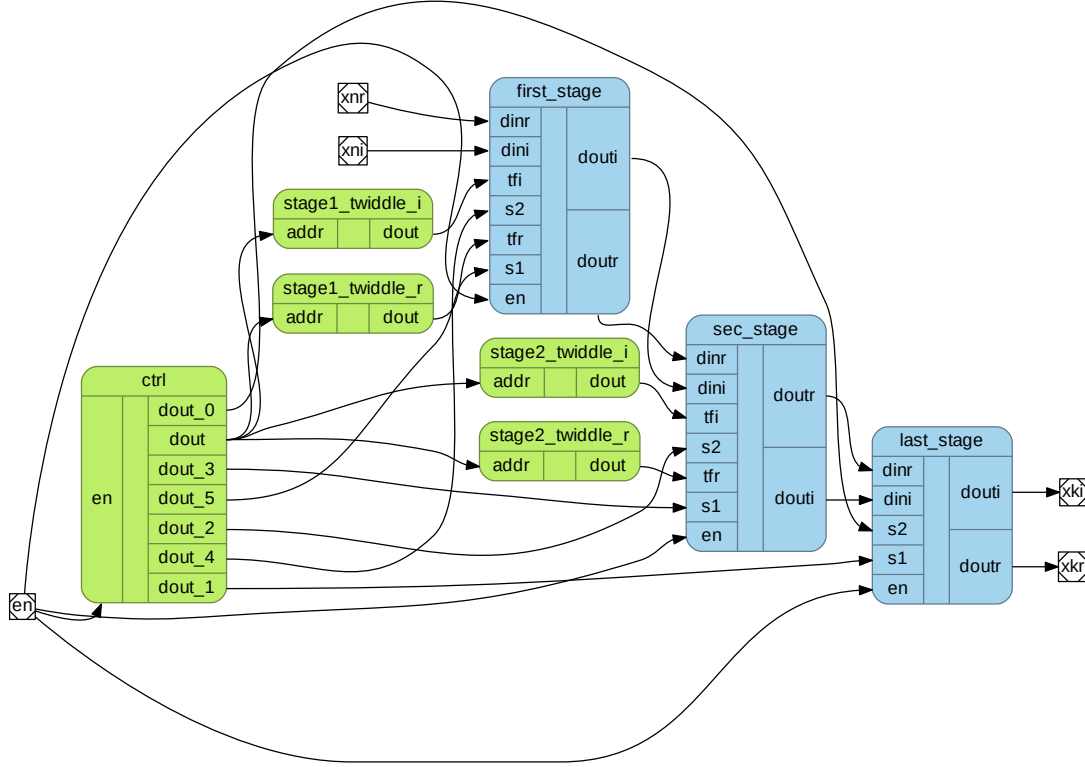 xnr
xni
first_stage
dinr
dini
tfi
s2
tfr
s1
en
douti
doutr
stage1_twiddle_i
addr
dout
stage1_twiddle_r
addr
dout
ctrl
en
dout_0
dout
dout_3
dout_5
dout_2
dout_4
dout_1
en
stage2_twiddle_i
addr
dout
stage2_twiddle_r
addr
dout
sec_stage
dinr
dini
tfi
s2
tfr
s1
en
doutr
douti
last_stage
dinr
dini
s2
s1
en
douti
doutr
xki
xkr